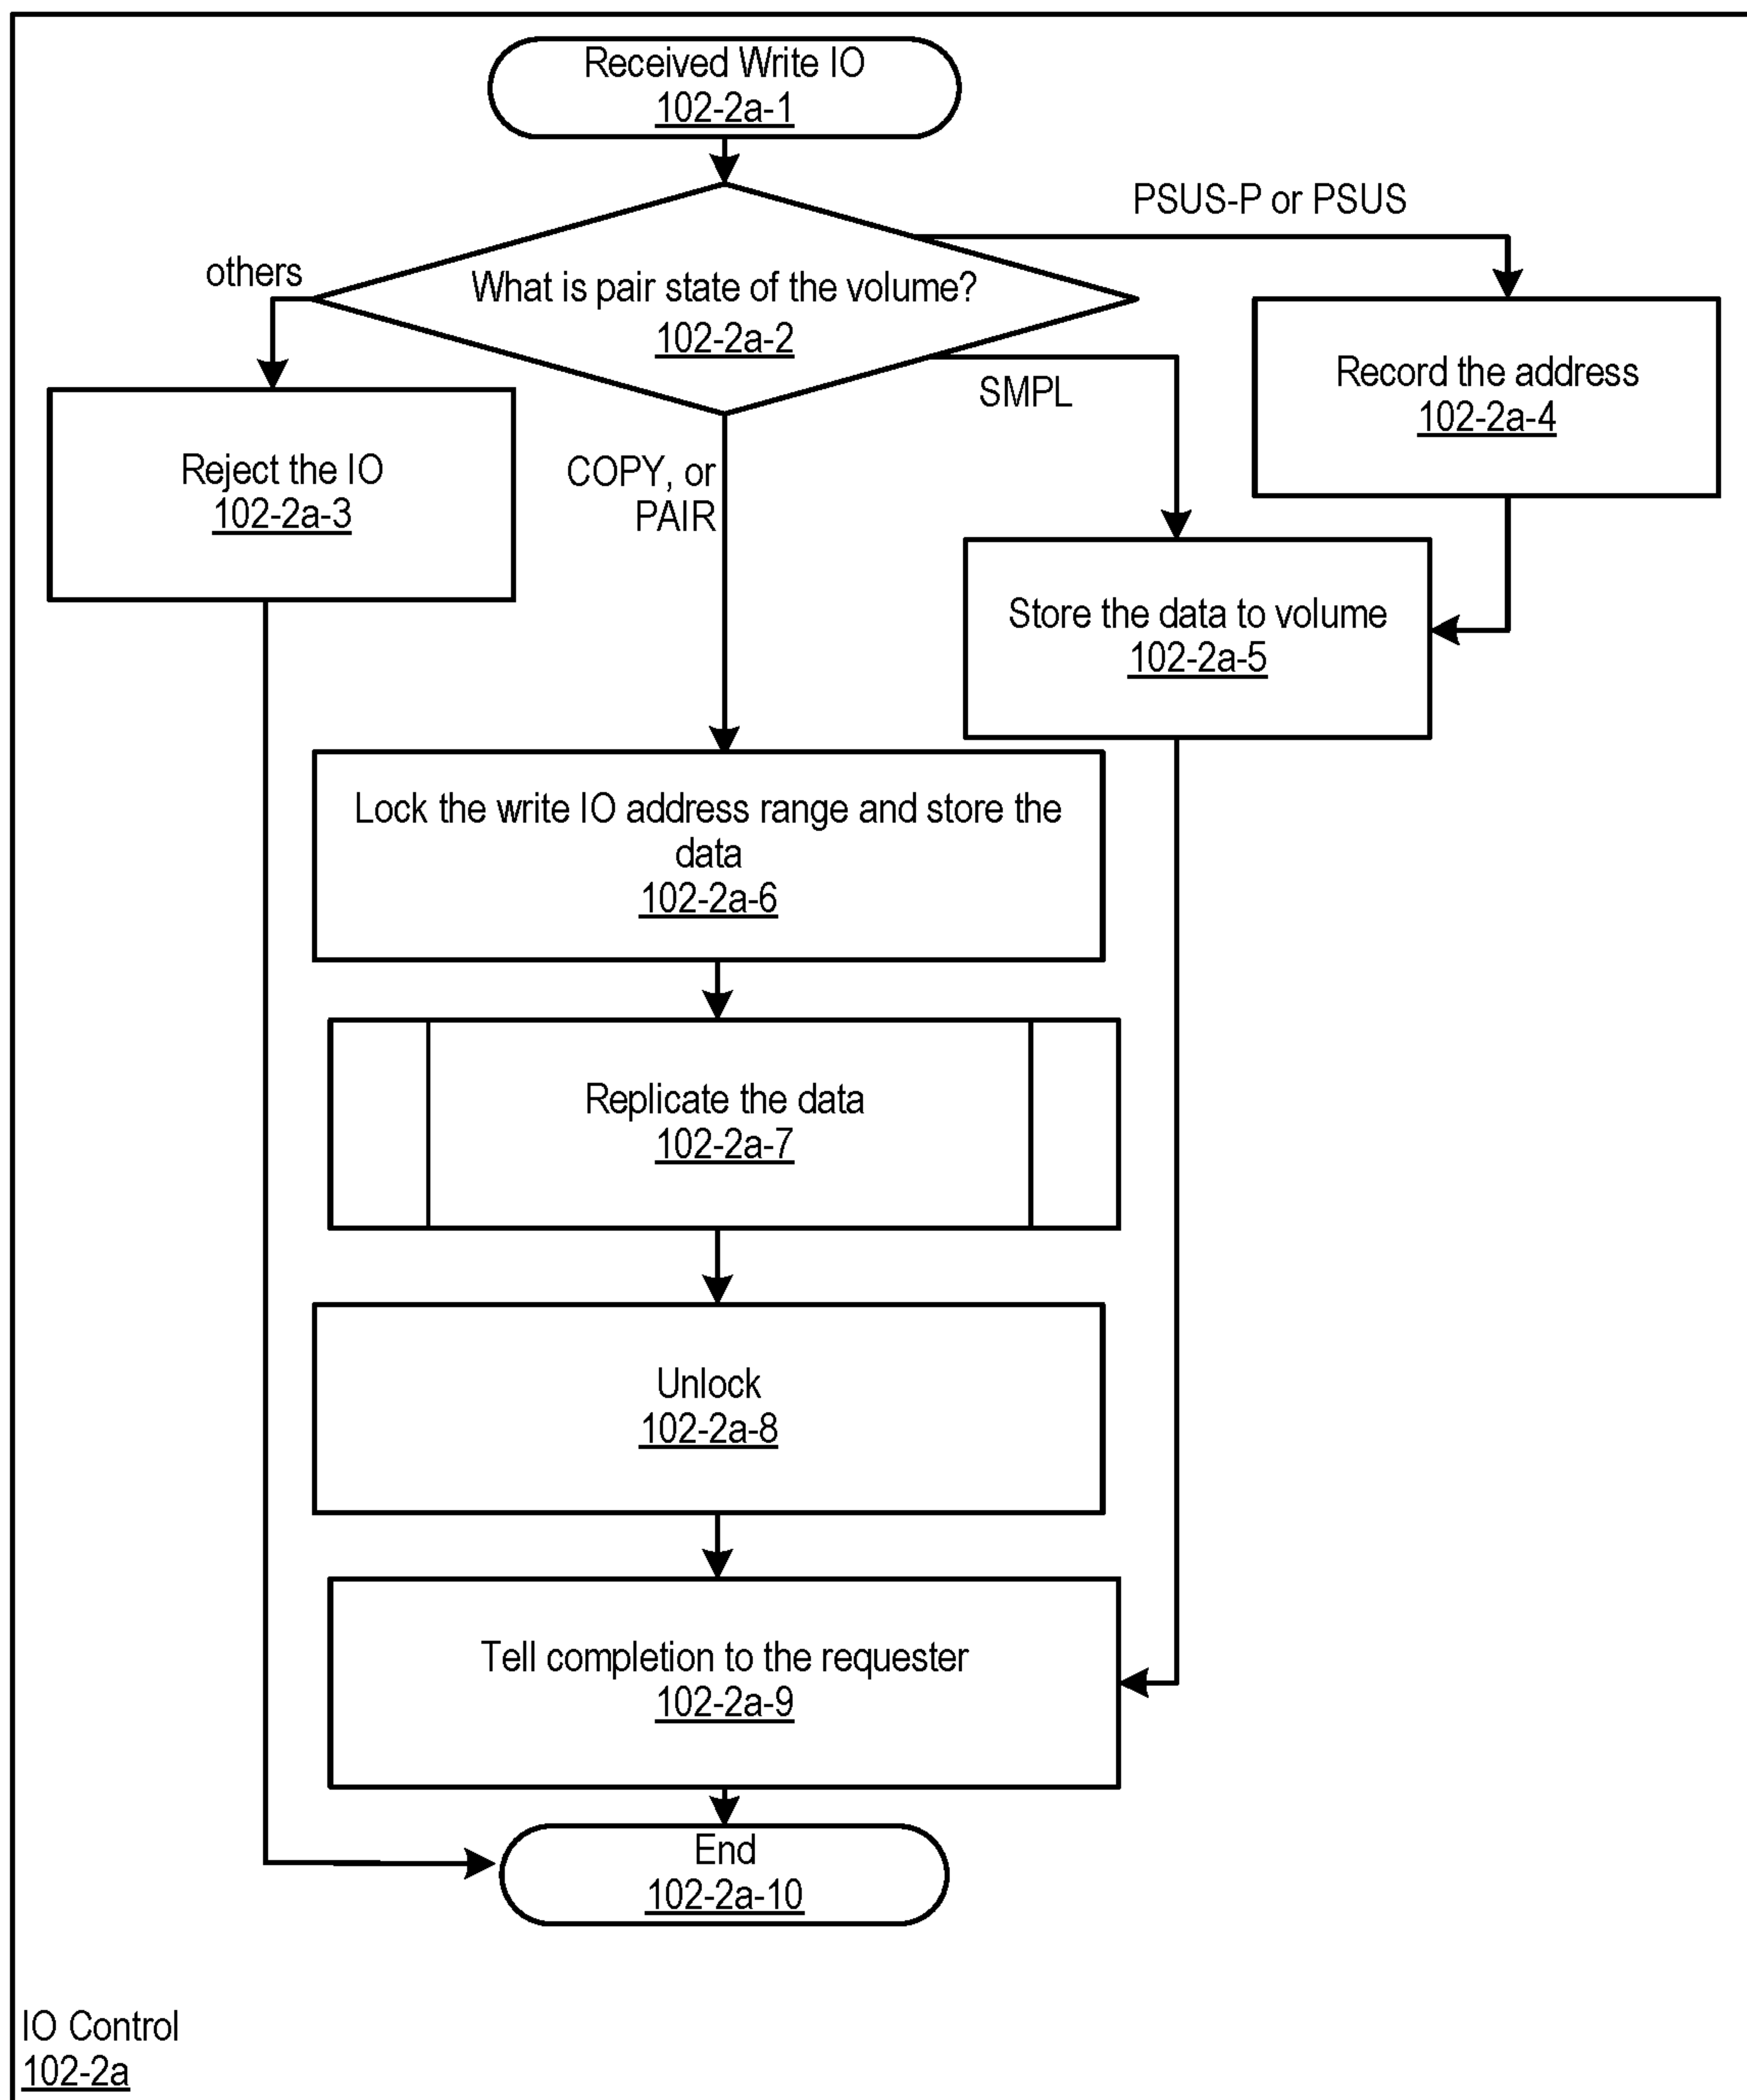 Received Write IO
102-2a-1
PSUS-P or PSUS
others
What is pair state of the volume?
102-2a-2
Record the address
102-2a-4
SMPL
Reject the IO
102-2a-3
COPY, or
PAIR
Store the data to volume
102-2a-5
Lock the write IO address range and store the
data
102-2a-6
Replicate the data
102-2a-7
Unlock
102-2a-8
Tell completion to the requester
102-2a-9
End
102-2a-10
IO Control
102-2a